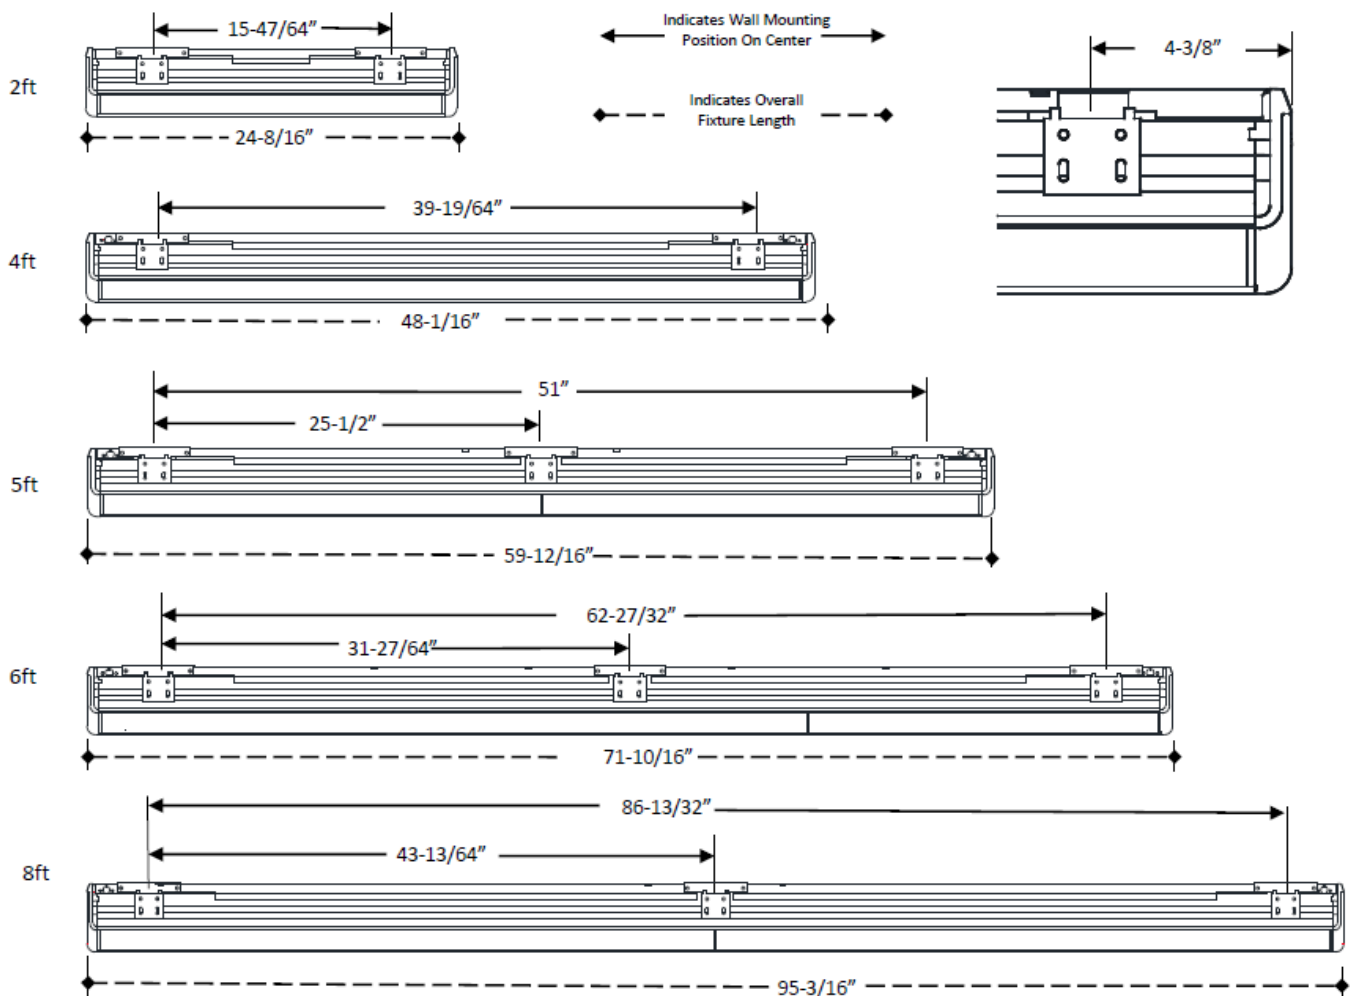 15-47/64"
Indicates Wall Mounting
Position On Center
4-3/8"
2ft
Indicates Overall
Fixture Length
24-8/16"
39-19/64"
4ft
48-1/16"
51"
25-1/2"
5ft
59-12/16"
62-27/32"
31-27/64"
6ft
71-10/16"
86-13/32"
43-13/64"
8ft
95-3/16"